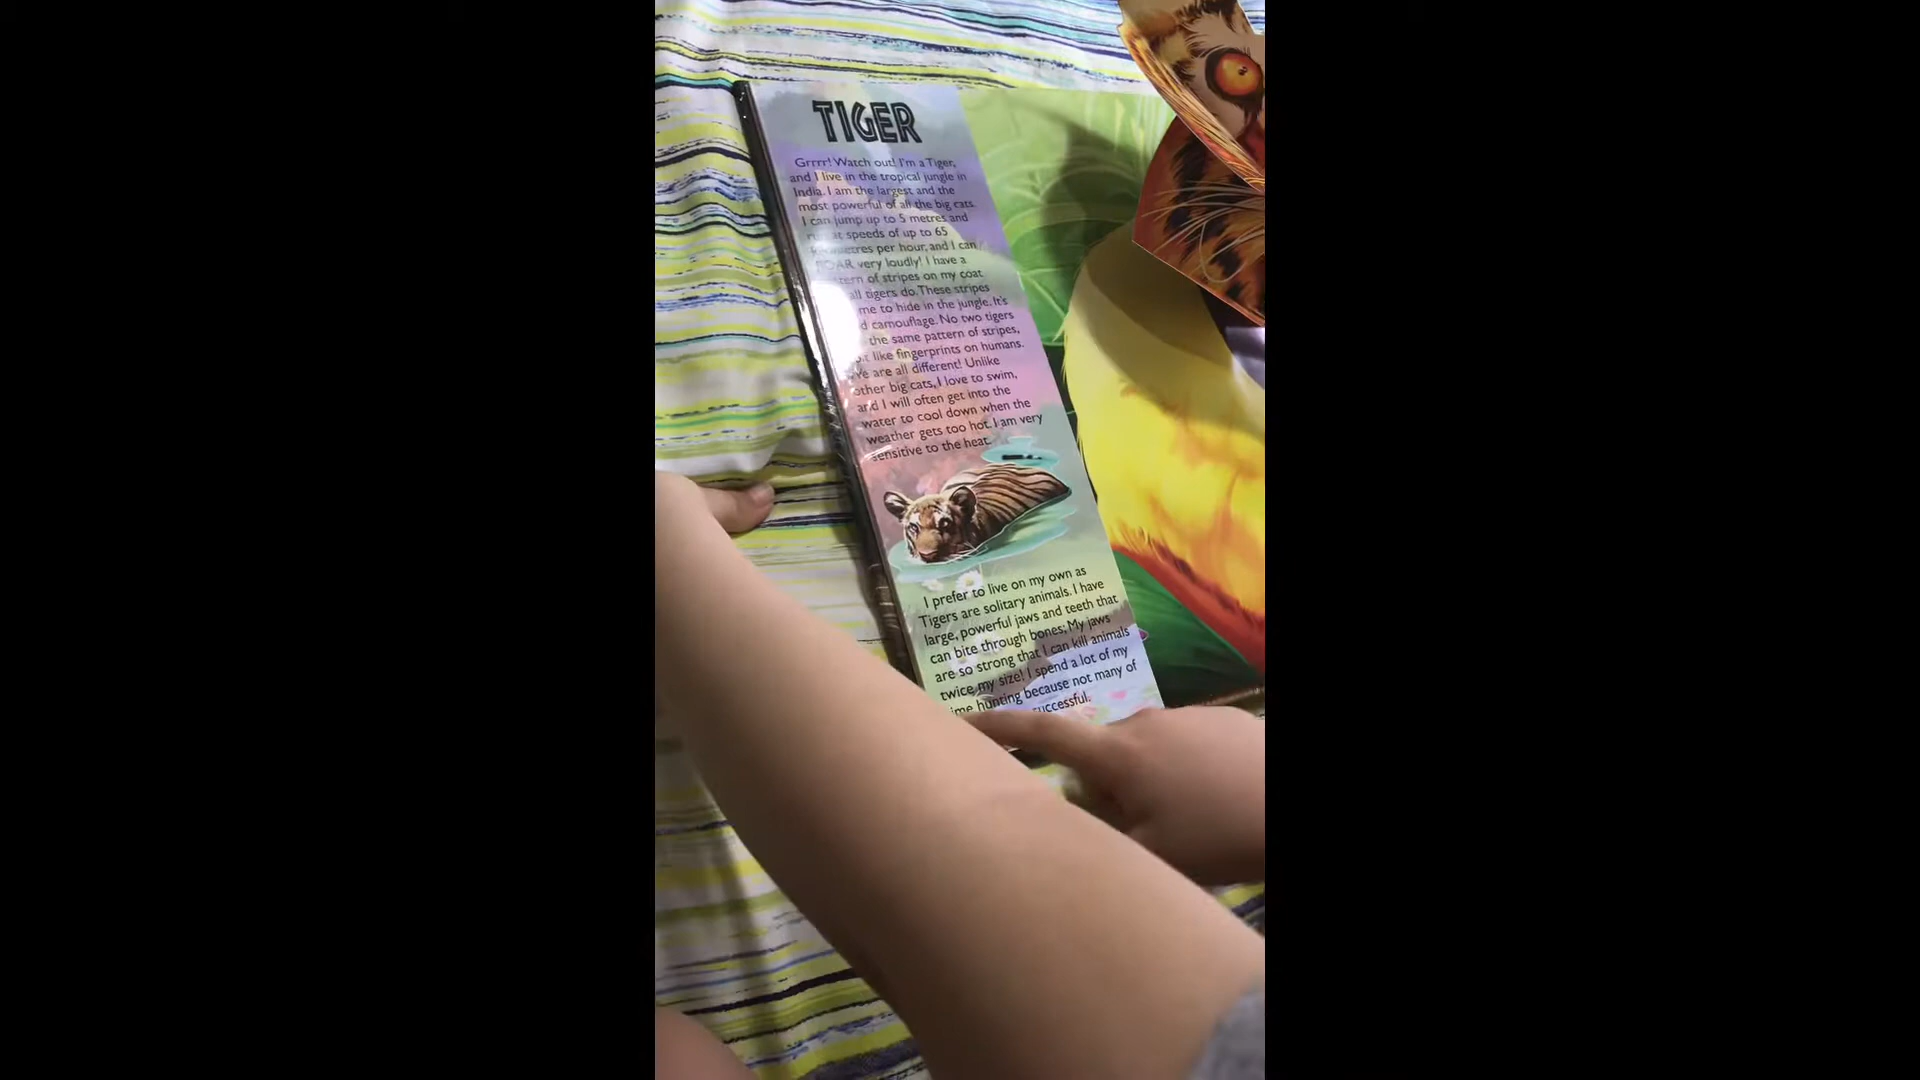 TIGER
Grrrr! Watch out! I'm a Tiger,
and I live in the tropical jungle in
India. I am the largest and the
most powerful of all the big cats.
I can jump up to 5 metres and
at speeds of up to 65
per hour, and I can
ROAR very loudly! I have a
of stripes on my coat
all tigers do. These stripes
me to hide in the jungle. It's
camouflage. No two tigers
the same pattern of stripes,
like fingerprints on humans.
We are all different! Unlike
other big cats, I love to swim,
and I will often get into the
water to cool down when the
weather gets too hot. I am very
sensitive to the heat.
I prefer to live on my own as
Tigers are solitary animals. I have
large, powerful jaws and teeth that
can bite through bones; My jaws
are so strong that I can kill animals
twice my size! I spend a lot of my
time hunting because not many of